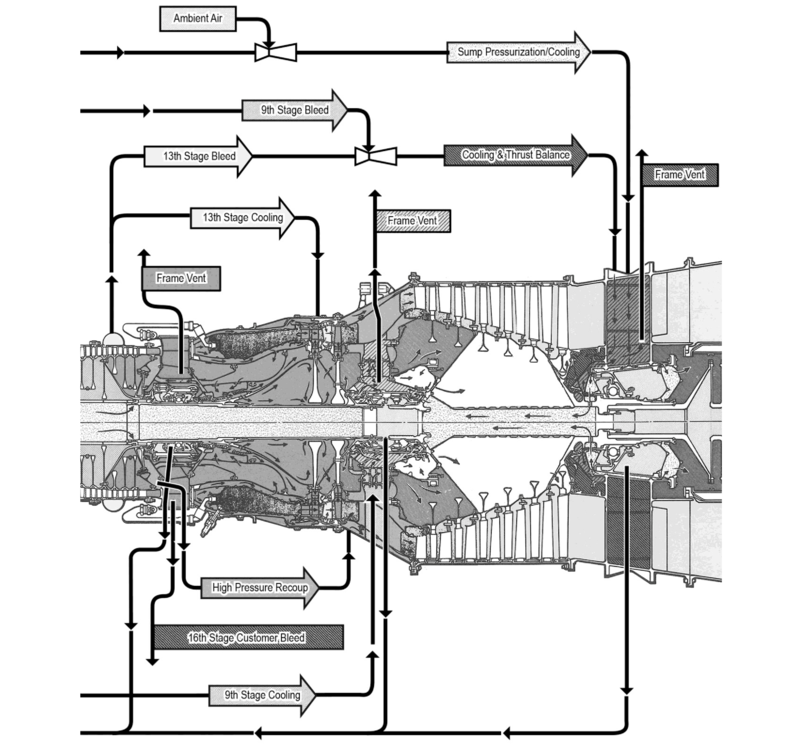 Ambient Air
Sump Pressurization/Cooling
9th Stage Bleed
13th Stage Bleed
Cooling & Thrust Balance
Frame Vent
13th Stage Cooling
Frame Vent
Frame Vent
High Pressure Recoup
16th Stage Customer Bleed
9th Stage Cooling